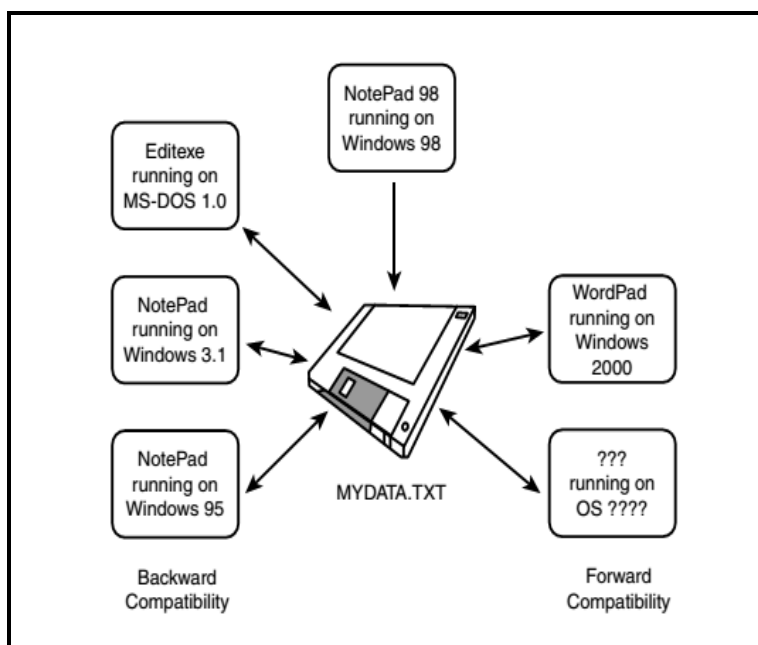 NotePad 98
running on
Windows 98
Editexe
running on
MS-DOS 1.0
NotePad
running on
Windows 3.1
WordPad
running on
Windows
2000
NotePad
running on
Windows 95
???
running on
OS ????
MYDATA.TXT
Backward
Compatibility
Forward
Compatibility